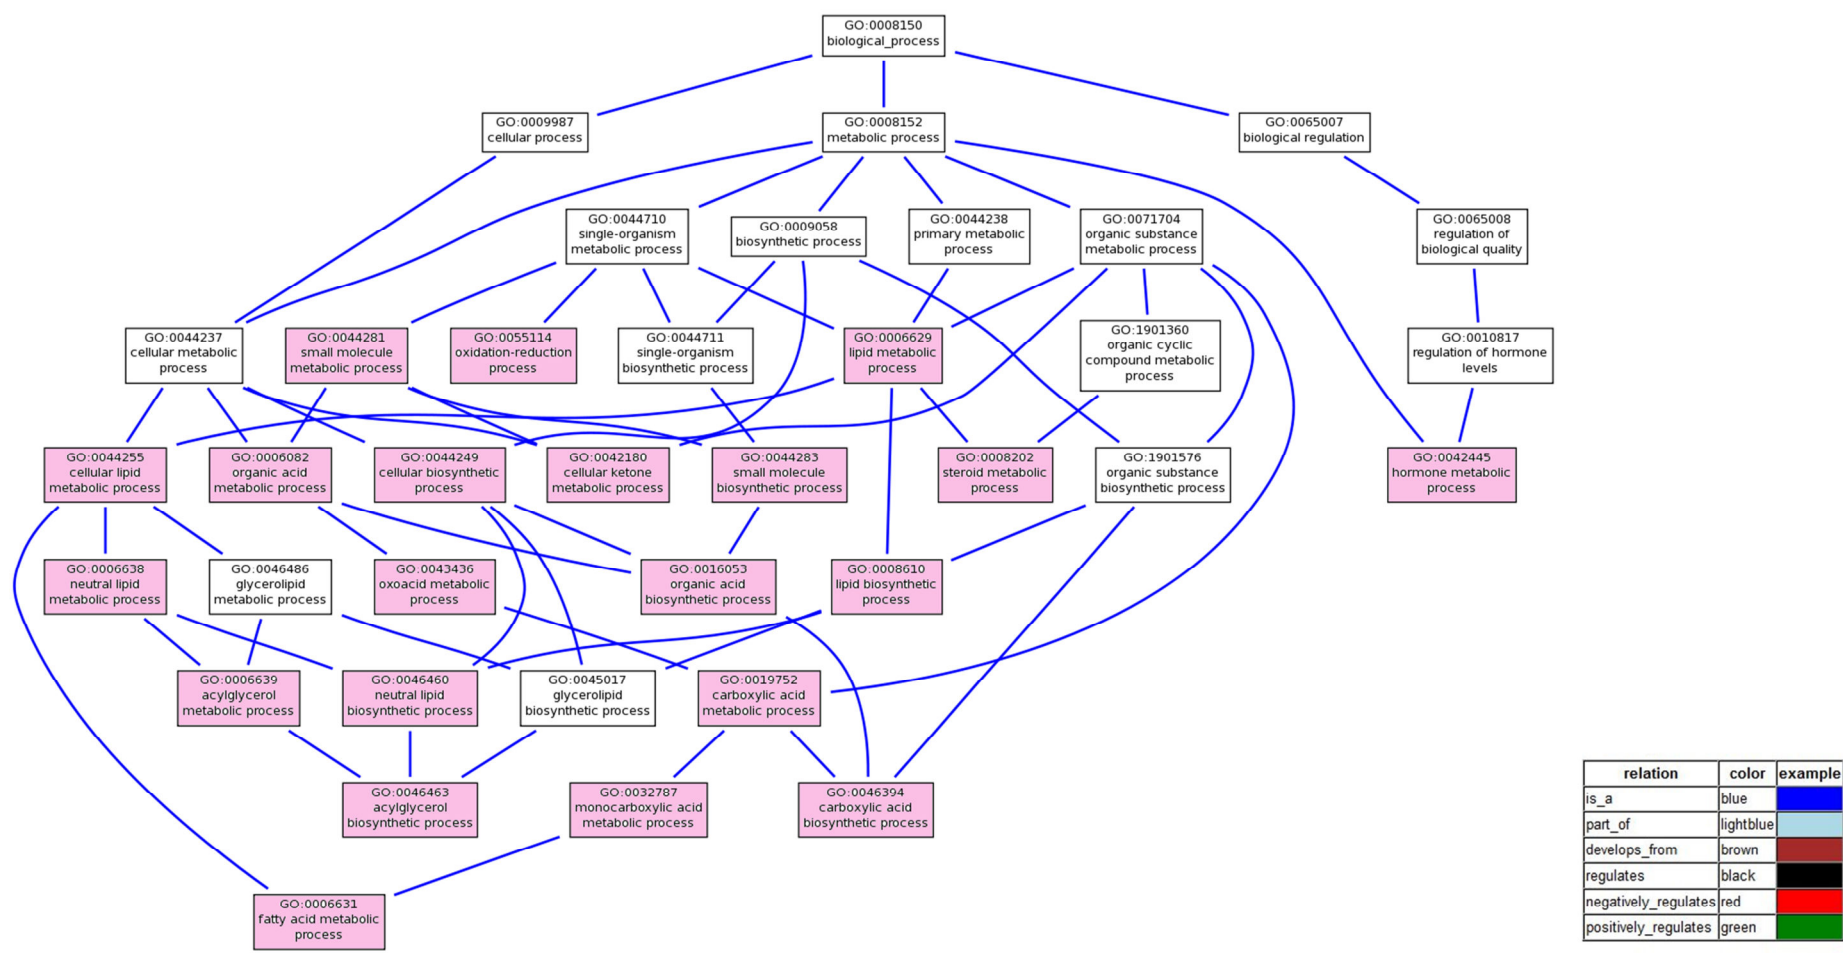 GO:0008150
biological_process
GO:0009987
cellular process
GO:0008152
metabolic process
GO:0065007
biological regulation
GO:0044710
single-organism
metabolic process
GO:0009058
biosynthetic process
GO:0044238
primary metabolic
process
GO:0071704
organic substance
metabolic process
GO:0065008
regulation of
biological quality
GO:0044237
cellular metabolic
process
GO:0044281
small molecule
metabolic process
GO:0055114
oxidation-reduction
process
GO:0044711
single-organism
biosynthetic process
GO:0006629
lipid metabolic
process
GO:1901360
organic cyclic
compound metabolic
process
GO:0010817
regulation of hormone
levels
GO:0044255
cellular lipid
metabolic process
GO:0006082
organic acid
metabolic process
GO:0044249
cellular biosynthetic
process
GO:0042180
cellular ketone
metabolic process
GO:0044283
small molecule
biosynthetic process
GO:0008202
steroid metabolic
process
GO:1901576
organic substance
biosynthetic process
GO:0042445
hormone metabolic
process
GO:0006638
neutral lipid
metabolic process
GO:0046486
glycerolipid
metabolic process
GO:0043436
oxoacid metabolic
process
GO:0016053
organic acid
biosynthetic process
GO:0008610
lipid biosynthetic
process
GO:0006639
acylglycerol
metabolic process
GO:0046460
neutral lipid
biosynthetic process
GO:0045017
glycerolipid
biosynthetic process
GO:0019752
carboxylic acid
metabolic process
GO:0046463
acylglycerol
biosynthetic process
GO:0032787
monocarboxylic acid
metabolic process
GO:0046394
carboxylic acid
biosynthetic process
GO:0006631
fatty acid metabolic
process
relation color example
is_a blue
part_of lightblue
develops_from brown
regulates black
negatively_regulates red
positively_regulates green